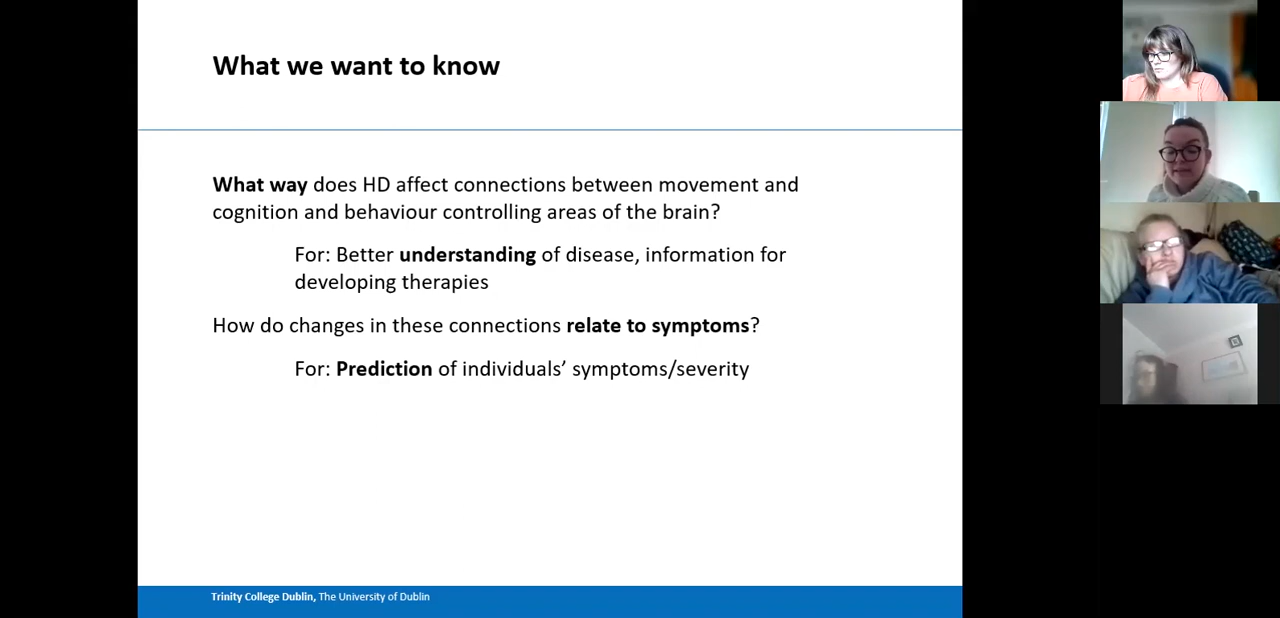 What we want to know
What way does HD affect connections between movement and
cognition and behaviour controlling areas of the brain?
For: Better understanding of disease, information for
developing therapies
How do changes in these connections relate to symptoms?
For: Prediction of individuals’ symptoms/severity
Trinity College Dublin, The University of Dublin